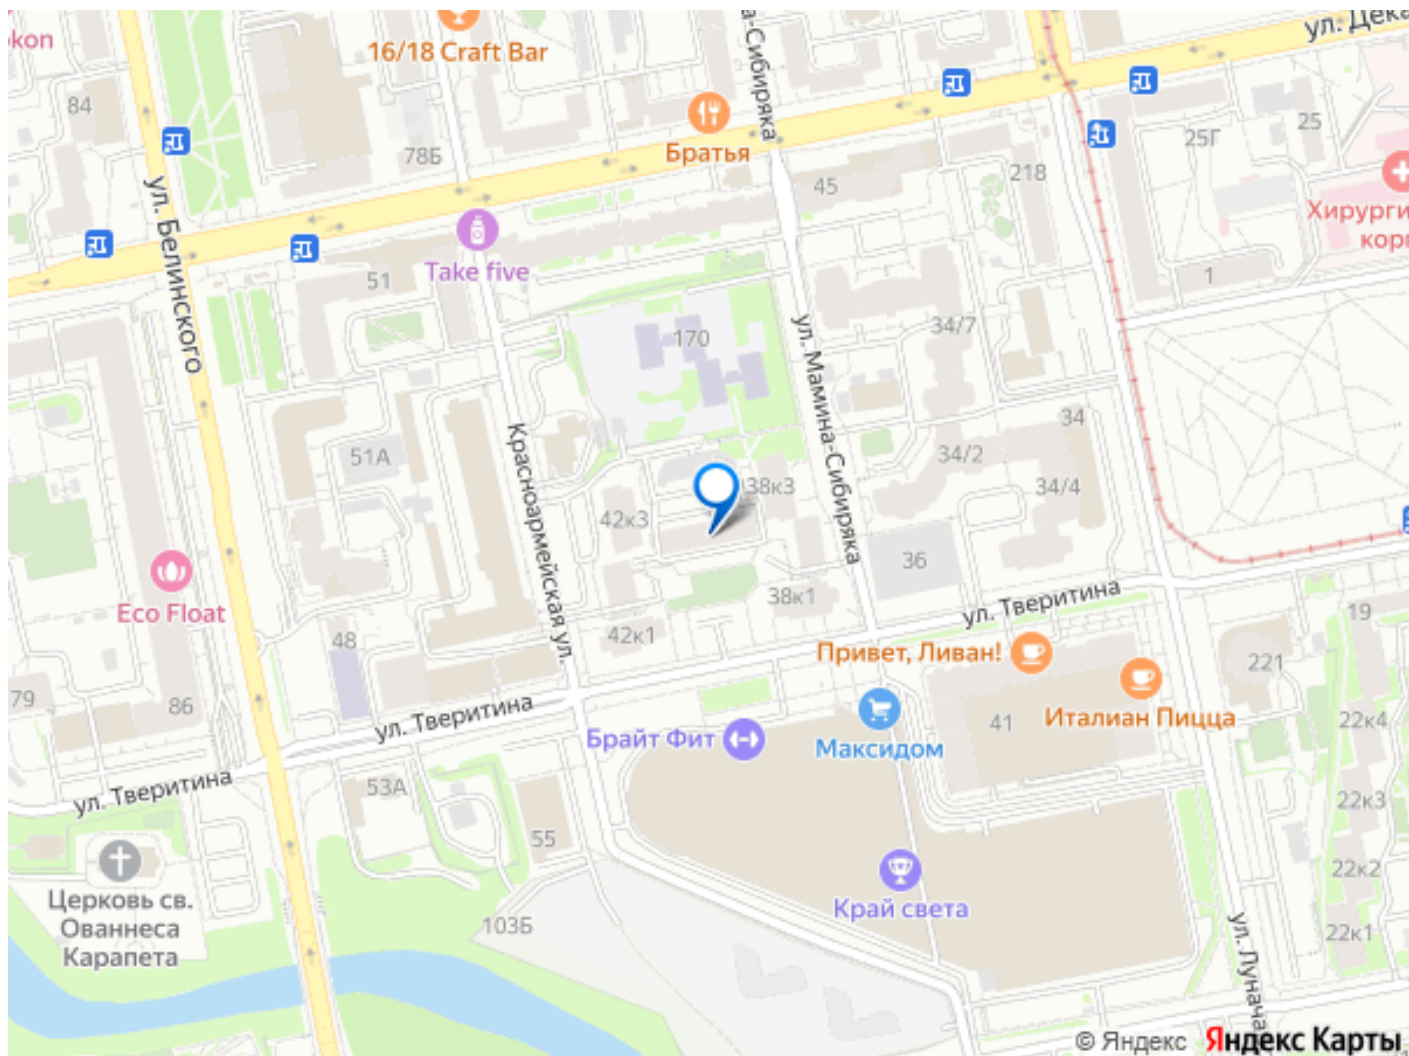 okon
16/18 Craft Bar
а-Сибиряка
ул. Дека
84
78Б
Братья
45
218
25Г
25
Хирурги
корп
ул. Белинского
Take five
51
170
1
34/7
ул. Мамина-Сибиряка
Красноармейская ул.
51А
34
34/2
34/4
38к3
42к3
36
38к1
ул. Тверитина
19
Eco Float
48
42к1
Привет, Ливан!
221
79
86
ул. Тверитина
Брайт Фит
Максидом
41
Италиан Пицца
22к4
ул. Тверитина
53А
22к3
55
22к2
Церковь св.
Ованнеса
Карапета
103Б
Край света
22к1
ул. Луначa
© Яндекс Яндекс Карты